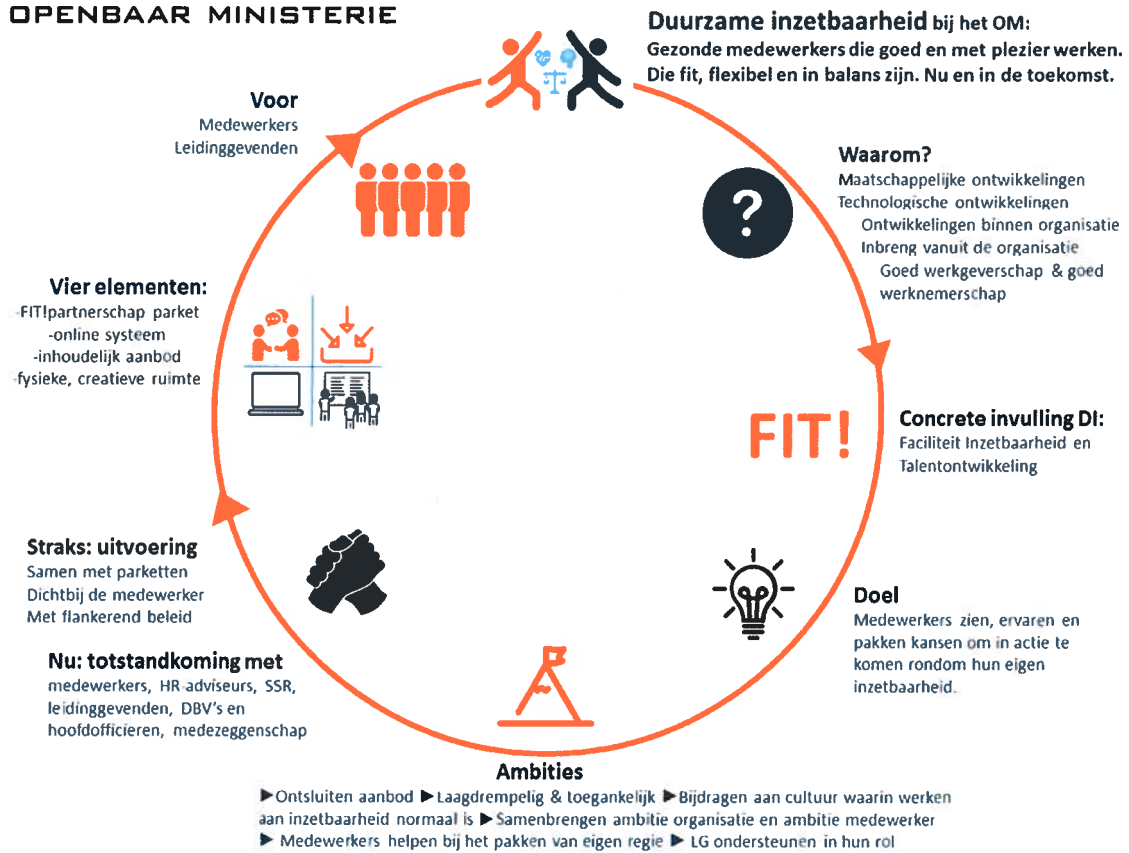 OPENBAAR MINISTERIE
Duurzame inzetbaarheid bij het OM:
Gezonde medewerkers die goed en met plezier werken.
Die fit, flexibel en in balans zijn. Nu en in de toekomst.
Waarom?
Maatschappelijke ontwikkelingen
Technologische ontwikkelingen
Ontwikkelingen binnen organisatie
Inbreng vanuit de organisatie
Goed werkgeverschap & goed
werknemerschap
?
FIT!
Concrete invulling DI:
Faciliteit Inzetbaarheid en
Talentontwikkeling
Doel
Medewerkers zien, ervaren en
pakken kansen om in actie te
komen rondom hun eigen
inzetbaarheid.
Ambities
►Ontsluiten aanbod ►Laagdrempelig & toegankelijk ►Bijdragen aan cultuur waarin werken
aan inzetbaarheid normaal is ►Samenbrengen ambitie organisatie en ambitie medewerker
► Medewerkers helpen bij het pakken van eigen regie ► LG ondersteunen in hun rol
Nu: totstandkoming met
medewerkers, HR-adviseurs, SSR,
leidinggevenden, DBV's en
hoofdofficieren, medezeggenschap
Straks: uitvoering
Samen met parketten
Dichtbij de medewerker
Met flankerend beleid
Vier elementen:
-FIT!partnerschap parket
-online systeem
-inhoudelijk aanbod
-fysieke, creatieve ruimte
Voor
Medewerkers
Leidinggevenden